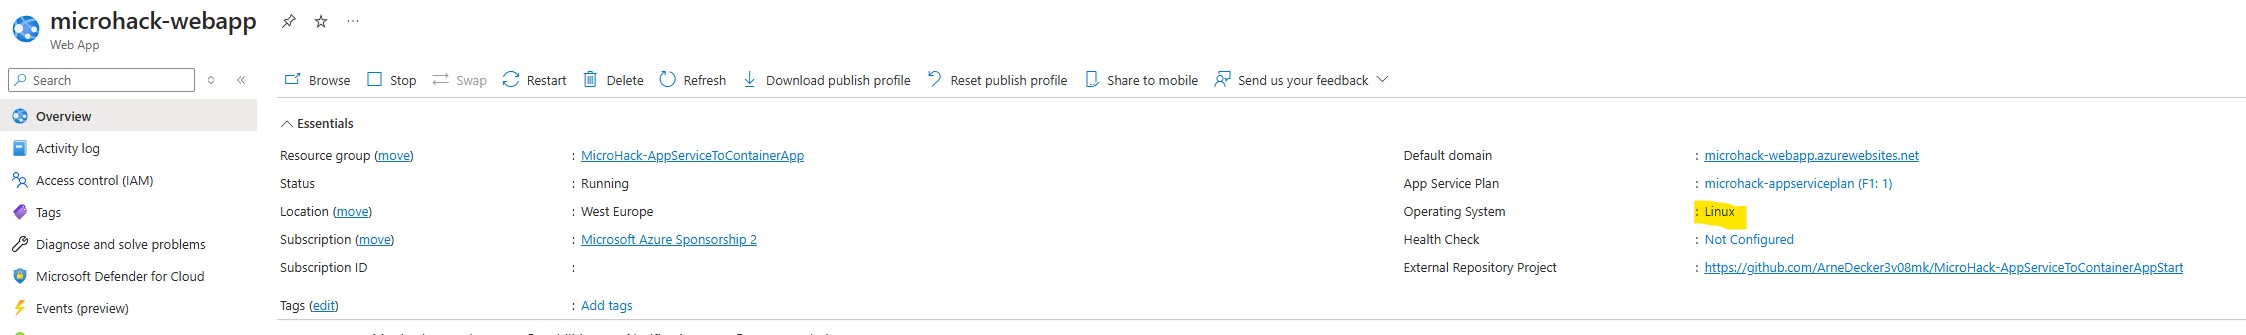 microhack-webapp
Web App
Search
Browse Stop Swap Restart Delete Refresh Download publish profile Reset publish profile Share to mobile Send us your feedback
Overview
Activity log
Access control (IAM)
Tags
Diagnose and solve problems
Microsoft Defender for Cloud
Events (preview)
Essentials
Resource group (move) : MicroHack-AppServiceToContainerApp
Status : Running
Location (move) : West Europe
Subscription (move) : Microsoft Azure Sponsorship 2
Subscription ID :
Tags (edit) : Add tags
Default domain : microhack-webapp.azurewebsites.net
App Service Plan : microhack-appserviceplan (F1: 1)
Operating System : Linux
Health Check : Not Configured
External Repository Project : https://github.com/ArneDecker3v08mk/MicroHack-AppServiceToContainerAppStart